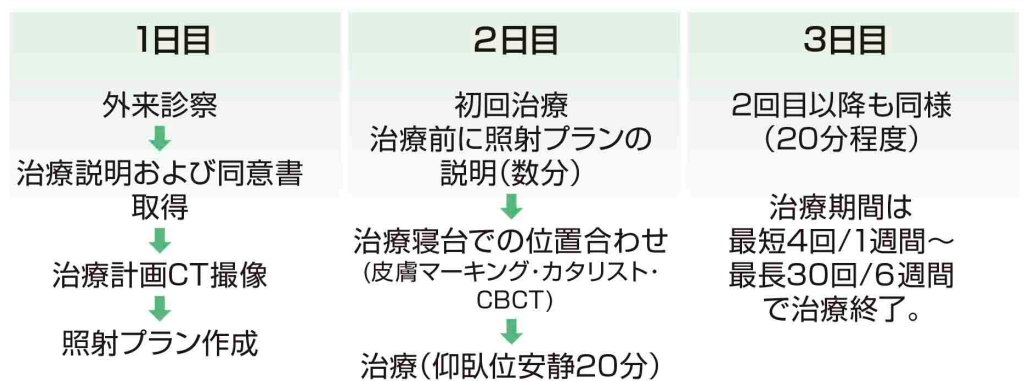 1日目
外来診察
治療説明および同意書
取得
治療計画CT撮像
照射プラン作成
2日目
初回治療
治療前に照射プランの
説明(数分)
治療寝台での位置合わせ
(皮膚マーキング・カタリスト・
CBCT)
治療(仰臥位安静20分)
3日目
2回目以降も同様
(20分程度)
治療期間は
最短4回/1週間〜
最長30回/6週間
で治療終了。